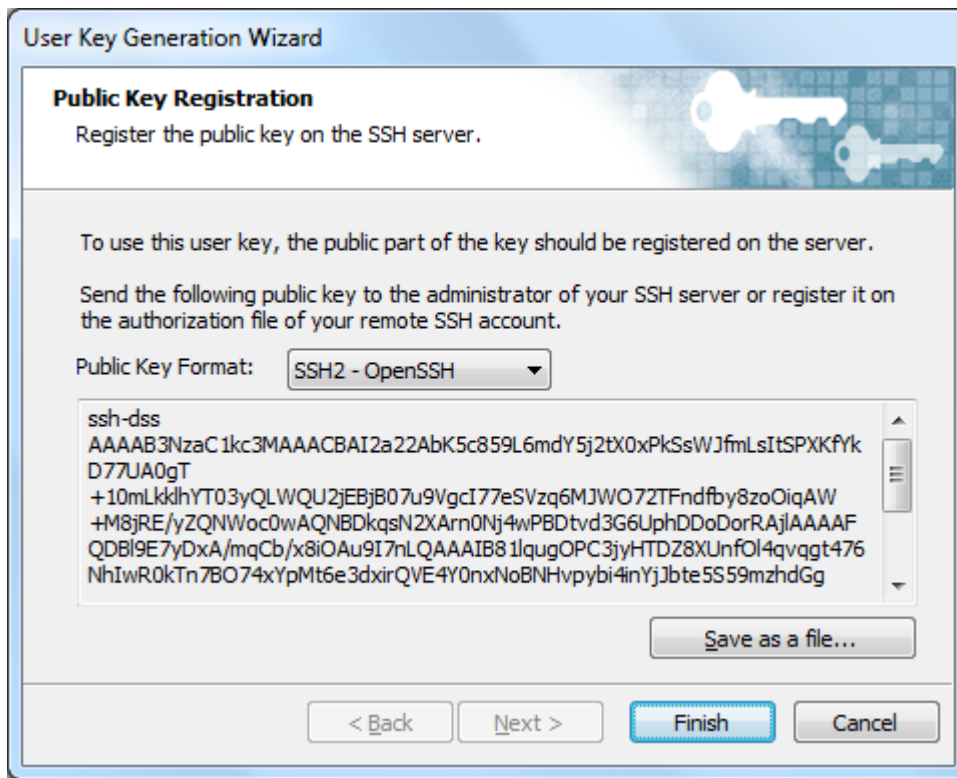 User Key Generation Wizard
Public Key Registration
Register the public key on the SSH server.
To use this user key, the public part of the key should be registered on the server.
Send the following public key to the administrator of your SSH server or register it on
the authorization file of your remote SSH account.
Public Key Format: SSH2 - OpenSSH
ssh-dss
AAAAB3NzaC1kc3MAAACBAI2a22AbK5c859L6mdY5j2tX0xPkSsWJfmLsItSPXKfYk
D77UA0gT
+10mLkklhYT03yQLWQU2jEBjB07u9VgcI77eSVzq6MJWO72TFndfby8zoOiqAW
+M8jRE/yZQNWoc0wAQNBDkqsN2XArn0Nj4wPBDtvd3G6UphDDoDorRAjlAAAAF
QDBl9E7yDxA/mqCb/x8iOAu9I7nLQAAAIB81lqugOPC3jyHTDZ8XUnfOl4qvqgt476
NhIwR0kTn7BO74xYpMt6e3dxirQVE4Y0nxNoBNHvpybi4inYjJbte5S59mzhdGg
Save as a file...
< Back
Next >
Finish
Cancel